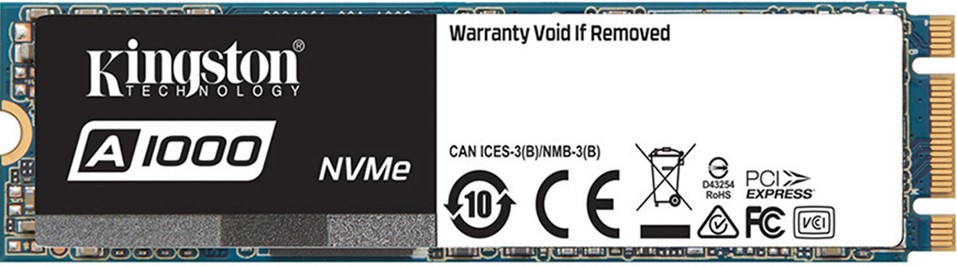 Kingston®
TECHNOLOGY
A1000
NVMe
Warranty Void If Removed
CAN ICES-3(B)/NMB-3(B)
10
CE
D43254
RoHS
PCI
EXPRESS®
FC
VCI